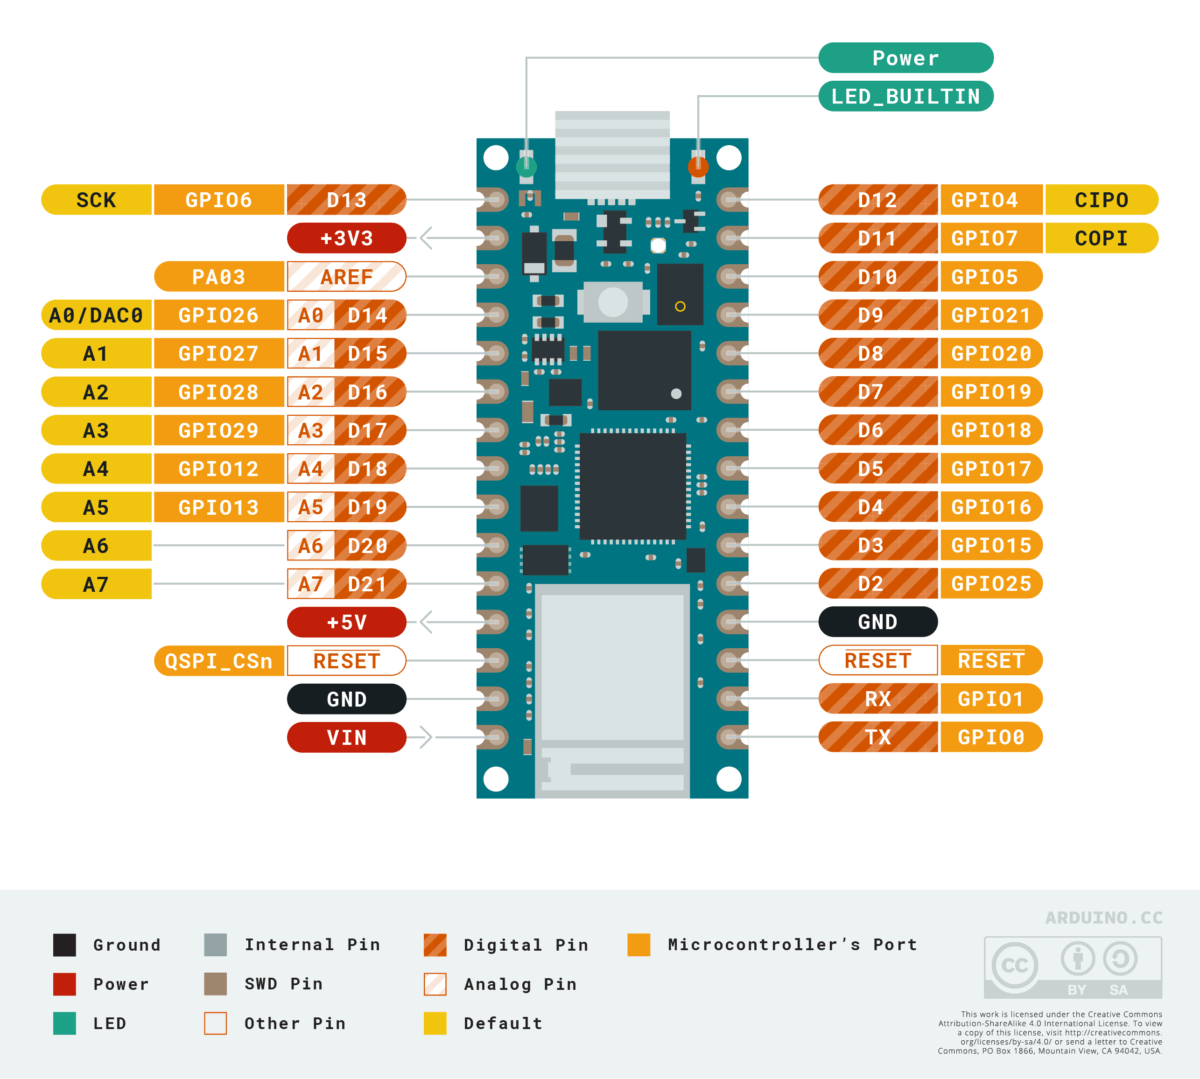 Power
LED_BUILTIN
SCK GPIO6 D13 D12 GPIO4 CIPO
+3V3 D11 GPIO7 COPI
PA03 AREF D10 GPIO5
A0/DAC0 GPIO26 A0 D14 D9 GPIO21
A1 GPIO27 A1 D15 D8 GPIO20
A2 GPIO28 A2 D16 D7 GPIO19
A3 GPIO29 A3 D17 D6 GPIO18
A4 GPIO12 A4 D18 D5 GPIO17
A5 GPIO13 A5 D19 D4 GPIO16
A6 A6 D20 D3 GPIO15
A7 A7 D21 D2 GPIO25
+5V GND
QSPI_CSn RESET RESET RESET
GND RX GPIO1
VIN TX GPIO0
ARDUINO.CC
Ground Internal Pin Digital Pin Microcontroller's Port
Power SWD Pin Analog Pin
LED Other Pin Default
CC
BY SA
This work is licensed under the Creative Commons
Attribution-ShareAlike 4.0 International License. To view
a copy of this license, visit http://creativecommons.
org/licenses/by-sa/4.0/ or send a letter to Creative
Commons, PO Box 1866, Mountain View, CA 94042, USA.